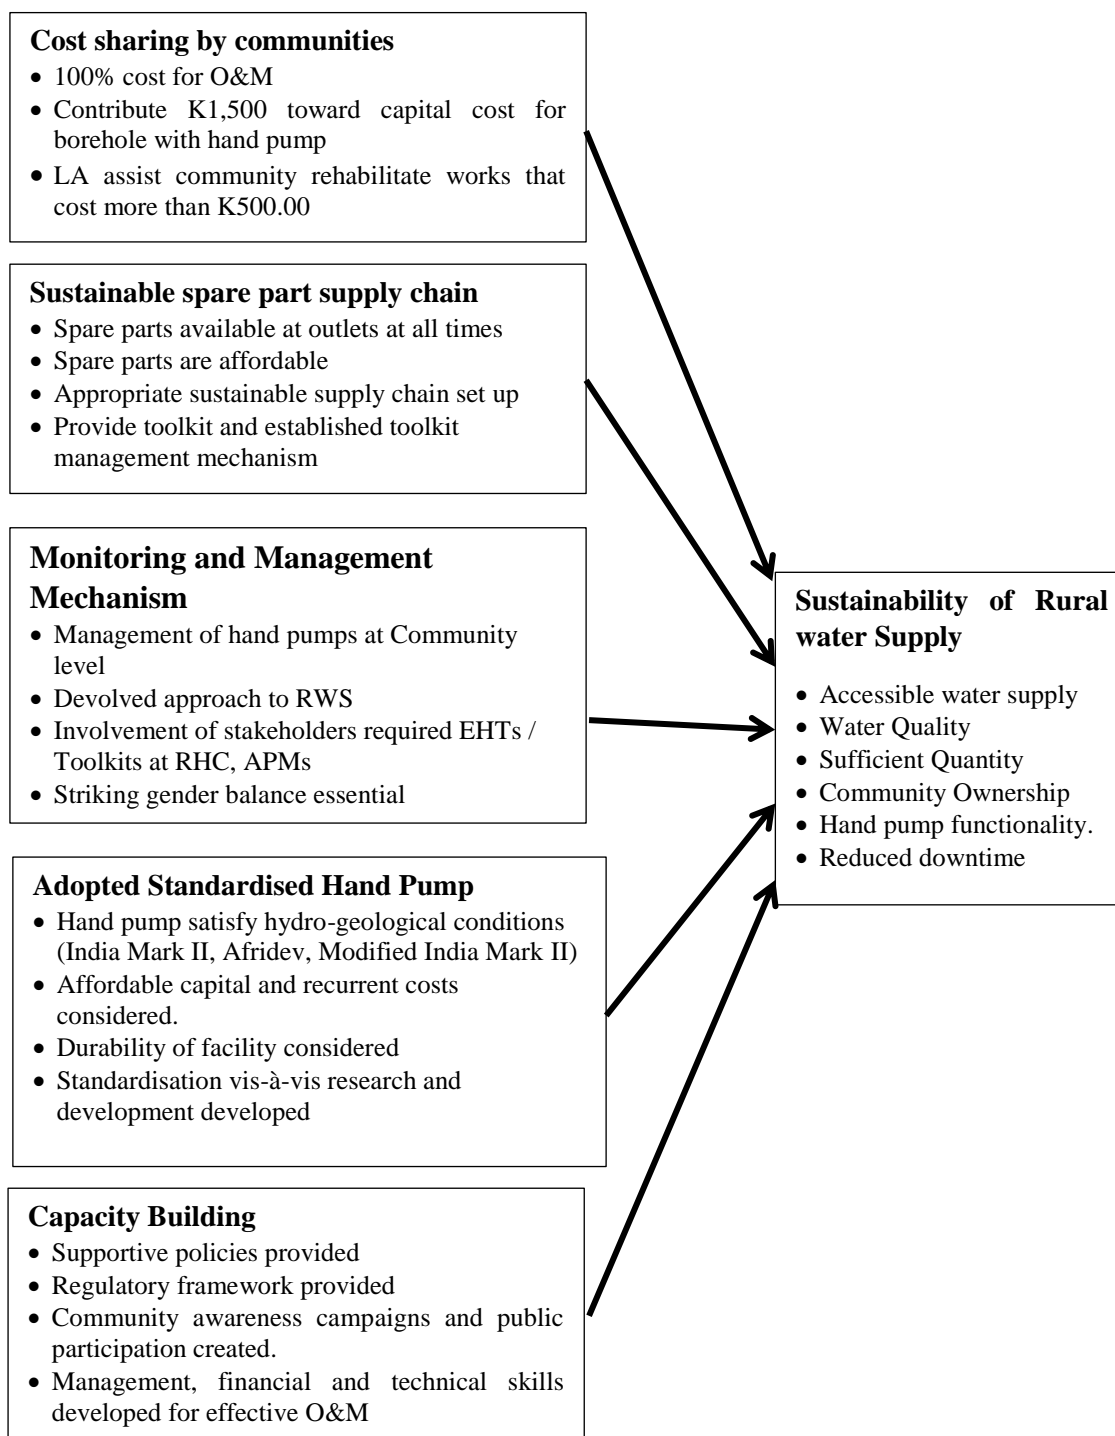 Cost sharing by communities
• 100% cost for O&M
• Contribute K1,500 toward capital cost for
borehole with hand pump
• LA assist community rehabilitate works that
cost more than K500.00
Sustainable spare part supply chain
• Spare parts available at outlets at all times
• Spare parts are affordable
• Appropriate sustainable supply chain set up
• Provide toolkit and established toolkit
management mechanism
Monitoring and Management
Mechanism
• Management of hand pumps at Community
level
• Devolved approach to RWS
• Involvement of stakeholders required EHTs /
Toolkits at RHC, APMs
• Striking gender balance essential
Adopted Standardised Hand Pump
• Hand pump satisfy hydro-geological conditions
(India Mark II, Afridev, Modified India Mark II)
• Affordable capital and recurrent costs
considered.
• Durability of facility considered
• Standardisation vis-à-vis research and
development developed
Capacity Building
• Supportive policies provided
• Regulatory framework provided
• Community awareness campaigns and public
participation created.
• Management, financial and technical skills
developed for effective O&M
Sustainability of Rural
water Supply
• Accessible water supply
• Water Quality
• Sufficient Quantity
• Community Ownership
• Hand pump functionality.
• Reduced downtime